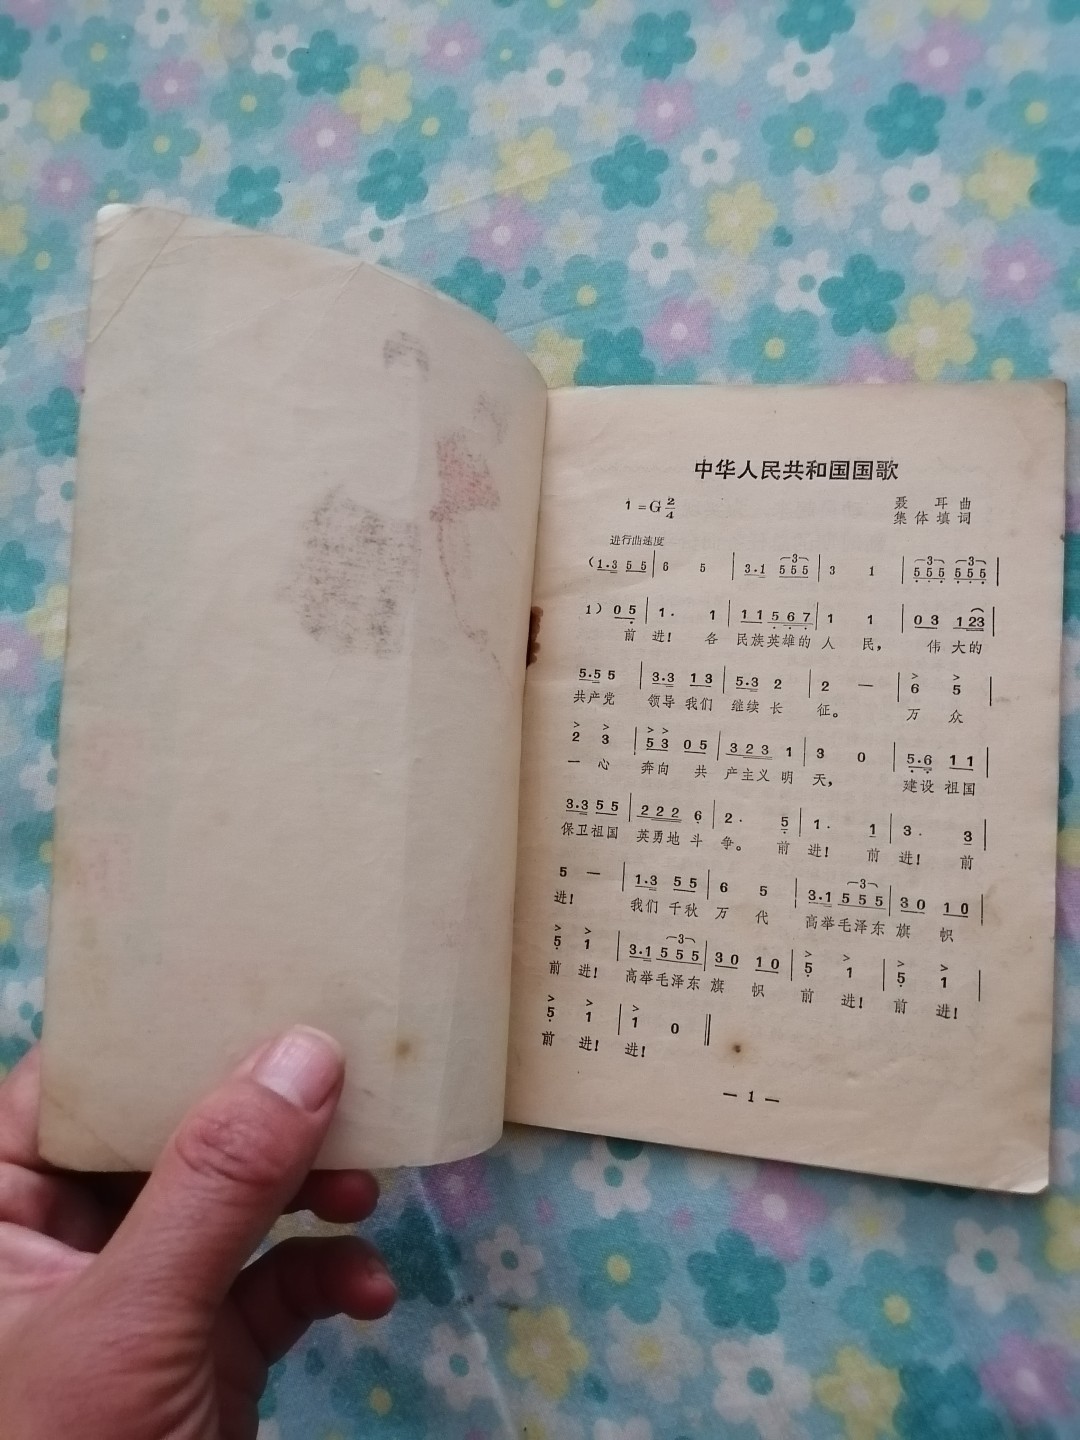 中华人民共和国国歌
1=G 2/4
聂耳曲
集体填词
进行曲速度
(1·3 5 5 | 6 5 | 3·1 5 5 5 | 3 1 | 5 5 5 5 5 5 |
1) 0 5 | 1· 1 | 1 1 5 6 7 | 1 1 | 0 3 1 23 |
前 进! 各 民族英雄的 人 民, 伟 大的
5·5 5 | 3·3 1 3 | 5·3 2 | 2 — | 6 5 |
共产党 领导 我们 继续 长 征。 万 众
2 3 | 5 3 0 5 | 3 2 3 1 | 3 0 | 5·6 1 1 |
一 心 奔向 共 产主义 明 天, 建设 祖国
3·3 5 5 | 2 2 2 6 | 2· 5 | 1· 1 | 3· 3 |
保卫祖国 英勇地 斗 争。 前 进! 前 进! 前
5 — | 1·3 5 5 | 6 5 | 3·1 5 5 5 | 3 0 1 0 |
进! 我们 千秋 万 代 高举毛泽东 旗 帜
5 1 | 3·1 5 5 5 | 3 0 1 0 | 5 1 | 5 1 |
前 进! 高举毛泽东 旗 帜 前 进! 前 进!
5 1 | 1 0 ‖
前 进! 进!
— 1 —